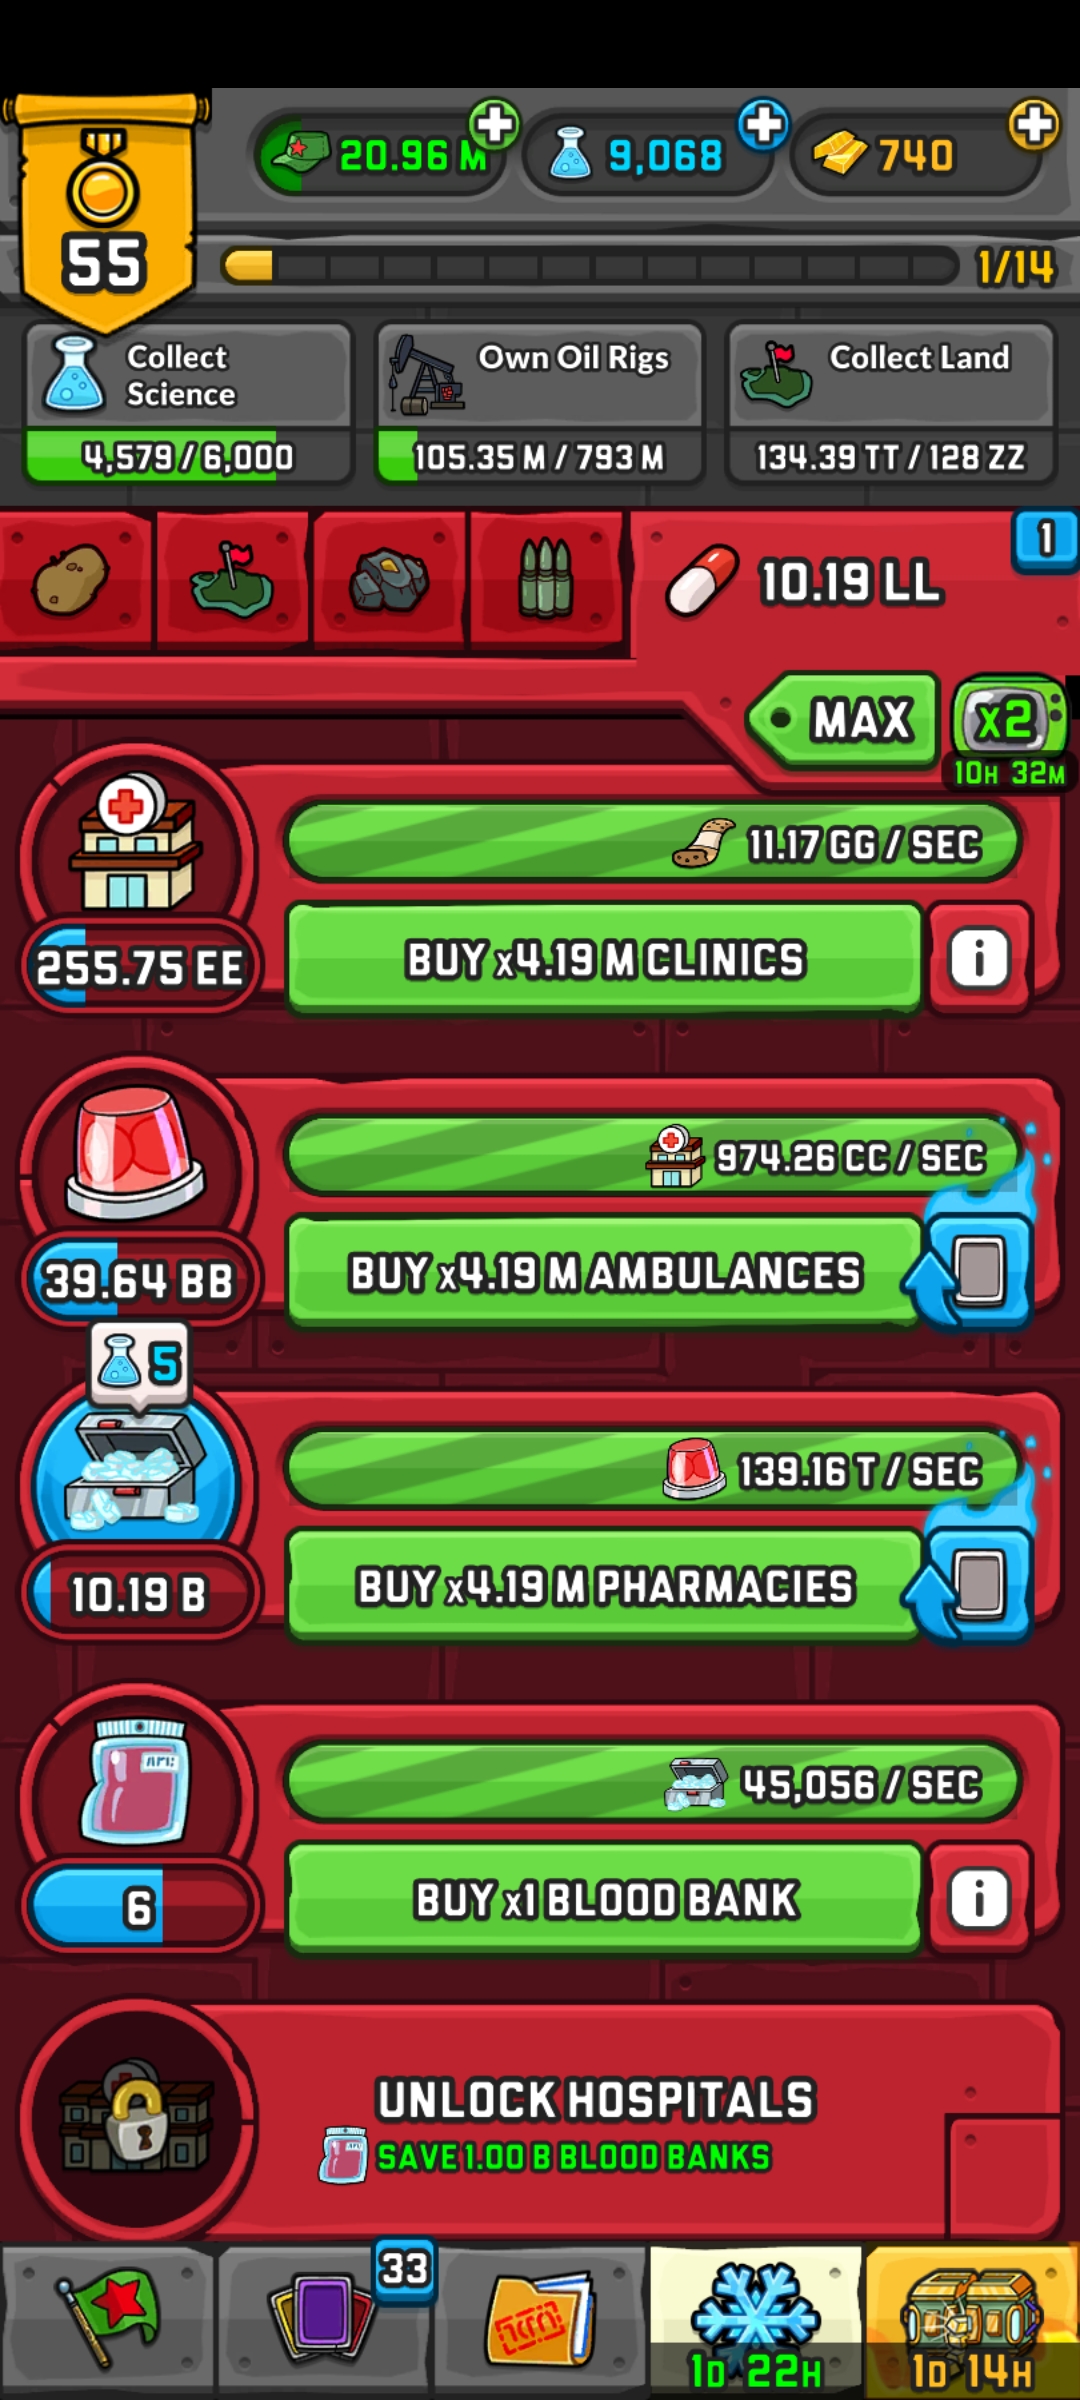 20.96 M
9,068
740
55
1/14
Collect
Science
4,579 / 6,000
Own Oil Rigs
105.35 M / 793 M
Collect Land
134.39 TT / 128 ZZ
10.19 LL
1
MAX
x2
10H 32M
11.17 GG / SEC
255.75 EE
BUY x4.19 M CLINICS
i
974.26 CC / SEC
39.64 BB
BUY x4.19 M AMBULANCES
5
139.16 T / SEC
10.19 B
BUY x4.19 M PHARMACIES
45,056 / SEC
6
BUY x1 BLOOD BANK
i
UNLOCK HOSPITALS
SAVE 1.00 B BLOOD BANKS
33
1D 22H
1D 14H